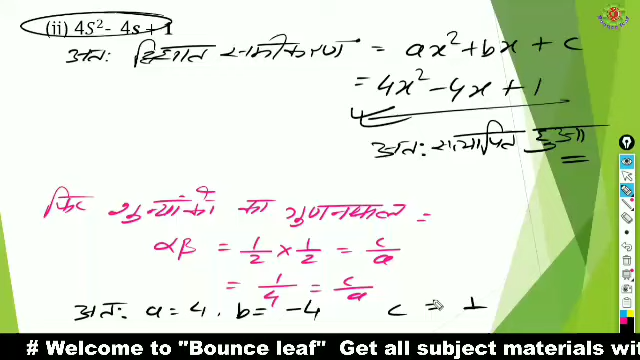 (ii) 4S² - 4s + 1
अतः द्विघात समीकरण = ax² + bx + c
= 4x² - 4x + 1
अतः सत्यापित हुआ
फिर शून्यांकों का गुणनफल =
αβ = 1/2 × 1/2 = c/a
= 1/4 = c/a
अतः a = 4, b = -4 c = 1
# Welcome to "Bounce leaf" Get all subject materials wit